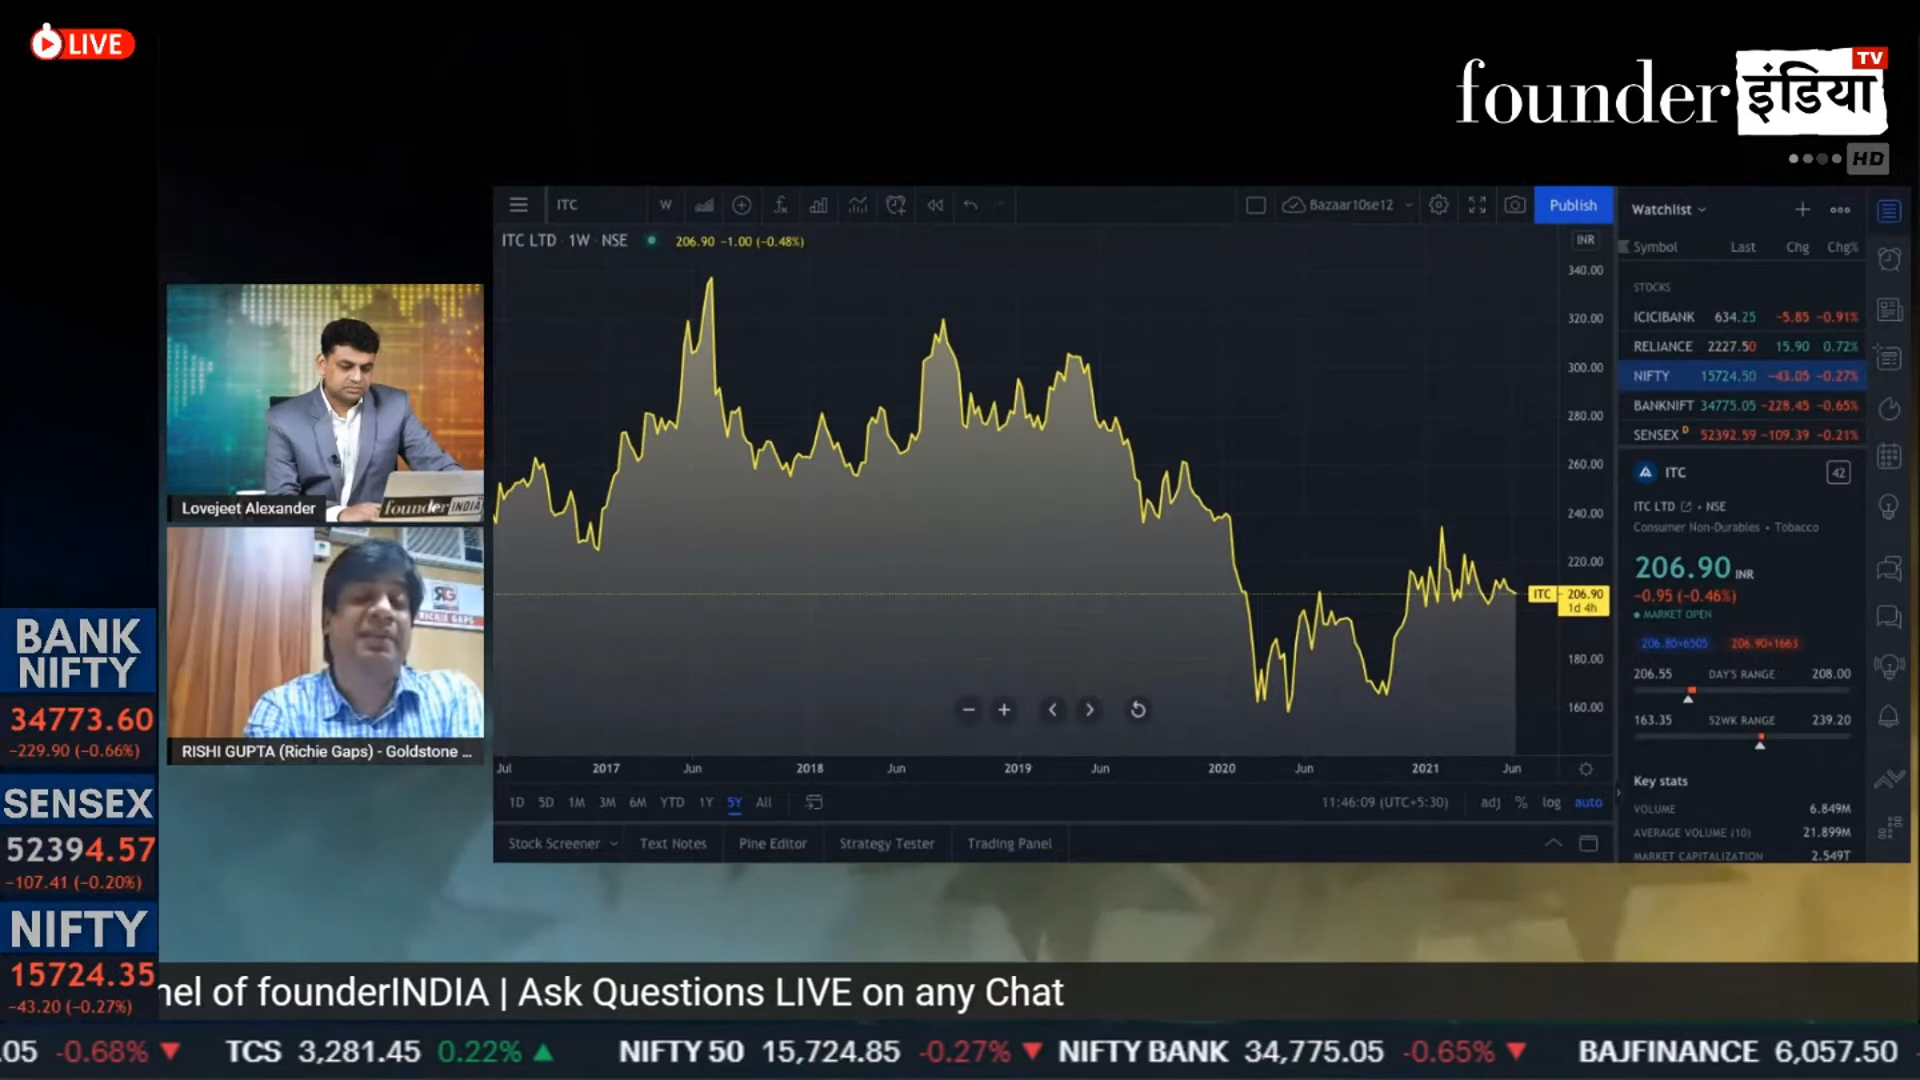 LIVE
founder इंडिया TV
HD
ITC
W
Bazaar10se12
Publish
ITC LTD · 1W · NSE
206.90 −1.00 (−0.48%)
INR
340.00
320.00
300.00
280.00
260.00
240.00
220.00
ITC 206.90
1d 4h
180.00
160.00
Jul 2017 Jun 2018 Jun 2019 Jun 2020 Jun 2021 Jun
1D 5D 1M 3M 6M YTD 1Y 5Y All
11:46:09 (UTC+5:30) adj % log auto
Stock Screener Text Notes Pine Editor Strategy Tester Trading Panel
Watchlist
Symbol Last Chg Chg%
STOCKS
ICICIBANK 634.25 −5.85 −0.91%
RELIANCE 2227.50 15.90 0.72%
NIFTY 15724.50 −43.05 −0.27%
BANKNIFT 34775.05 −228.45 −0.65%
SENSEX D 52392.59 −109.39 −0.21%
ITC
42
ITC LTD • NSE
Consumer Non-Durables • Tobacco
206.90 INR
−0.95 (−0.46%)
MARKET OPEN
206.80×6505 206.90×1663
206.55 DAY'S RANGE 208.00
163.35 52WK RANGE 239.20
Key stats
VOLUME 6.849M
AVERAGE VOLUME (10) 21.899M
MARKET CAPITALIZATION 2.549T
founder INDIA
Lovejeet Alexander
RG
RICHIE GAPS
RISHI GUPTA (Richie Gaps) - Goldstone ...
BANK
NIFTY
34773.60
−229.90 (−0.66%)
SENSEX
52394.57
−107.41 (−0.20%)
NIFTY
15724.35
−43.20 (−0.27%)
nel of founderINDIA | Ask Questions LIVE on any Chat
.05 -0.68% ▼ TCS 3,281.45 0.22% ▲ NIFTY 50 15,724.85 -0.27% ▼ NIFTY BANK 34,775.05 -0.65% ▼ BAJFINANCE 6,057.50